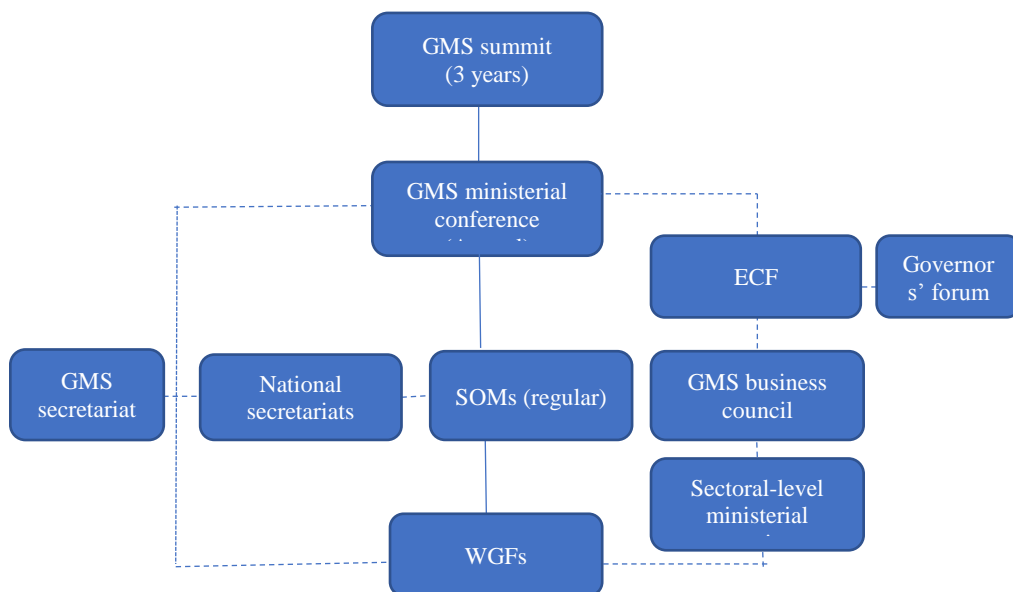 GMS summit
(3 years)
GMS ministerial
conference
ECF
Governor
s' forum
GMS
secretariat
National
secretariats
SOMs (regular)
GMS business
council
Sectoral-level
ministerial
WGFs